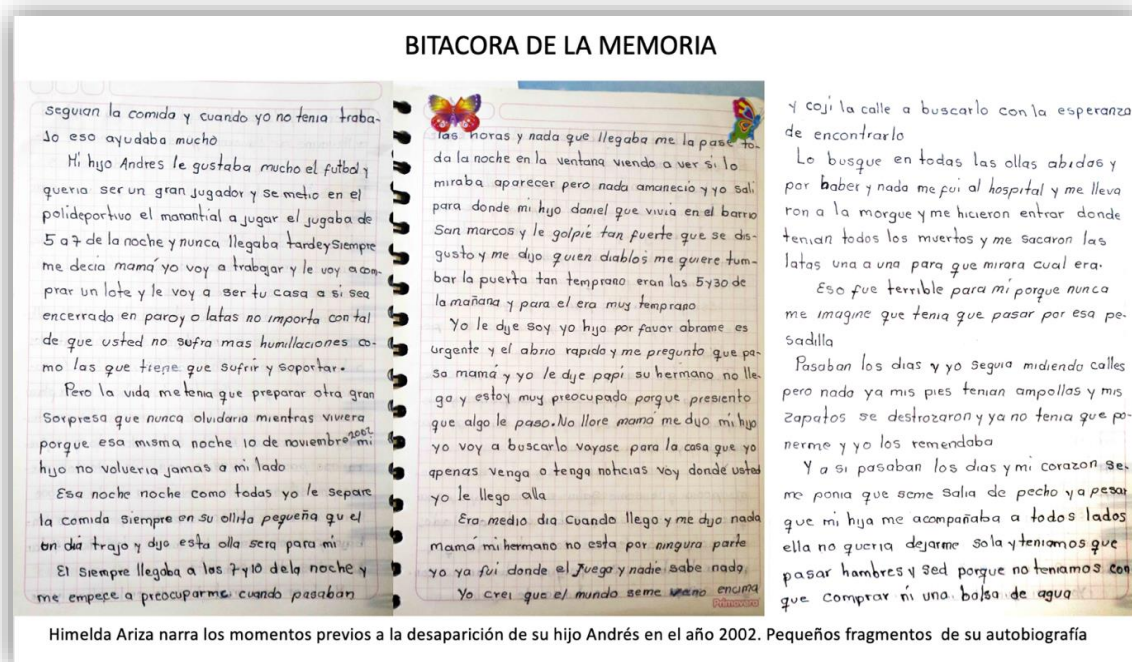 BITACORA DE LA MEMORIA
seguian la comida y cuando yo no tenia traba-
Jo eso ayudaba mucho
Mi hijo Andres le gustaba mucho el futbol y
queria ser un gran jugador y se metio en el
polideportivo el manantial a jugar el jugaba de
5 a 7 de la noche y nunca llegaba tarde y siempre
me decia mamá yo voy a trabajar y le voy a com-
prar un lote y le voy a ser tu casa a si sea
encerrado en paroy o latas no importa con tal
de que usted no sufra mas humillaciones co-
mo las que tiene que sufrir y soportar.
Pero la vida me tenia que preparar otra gran
Sorpresa que nunca olvidaria mientras viviera
porque esa misma noche 10 de noviembre 2002 mi
hijo no volveria jamas a mi lado
Esa noche noche como todas yo le separe
la comida siempre en su ollita pequeña qu el
un dia trajo y dijo esta olla sera para mi
El siempre llegaba a las 7 y 10 de la noche y
me empece a preocuparme cuando pasaban
las horas y nada que llegaba me la pase to-
da la noche en la ventana viendo a ver si lo
miraba aparecer pero nada amanecio y yo sali
para donde mi hijo daniel que vivia en el barrio
San marcos y le golpie tan fuerte que se dis-
gusto y me dijo quien diablos me quiere tum-
bar la puerta tan temprano eran las 5 y 30 de
la mañana y para el era muy temprano
Yo le dije soy yo hijo por favor abrame es
urgente y el abrio rapido y me pregunto que pa-
sa mamá y yo le dije papi su hermano no lle-
go y estoy muy preocupada porque presiento
que algo le paso. No llore mamá me dijo mi hijo
yo voy a buscarlo vayase para la casa que yo
apenas venga o tenga noticias voy donde usted
yo le llego alla
Era medio dia cuando llego y me dijo nada
mamá mi hermano no esta por ningura parte
yo ya fui donde el Juega y nadie sabe nada.
Yo crei que el mundo seme vino encima
Primavera
y coji la calle a buscarlo con la esperanza
de encontrarlo
Lo busque en todas las ollas abidas y
por haber y nada me fui al hospital y me lleva
ron a la morgue y me hicieron entrar donde
tenian todos los muertos y me sacaron las
latas una a una para que mirara cual era.
Eso fue terrible para mi porque nunca
me imagine que tenia que pasar por esa pe-
sadilla
Pasaban los dias y yo seguia midiendo calles
pero nada ya mis pies tenian ampollas y mis
zapatos se destrozaron y ya no tenia que po-
nerme y yo los remendaba
Y a si pasaban los dias y mi corazon se-
me ponia que seme salia de pecho y a pesar
que mi hija me acompañaba a todos lados
ella no queria dejarme sola y teniamos que
pasar hambres y sed porque no teniamos con
que comprar ni una bolsa de agua
Himelda Ariza narra los momentos previos a la desaparición de su hijo Andrés en el año 2002. Pequeños fragmentos de su autobiografía